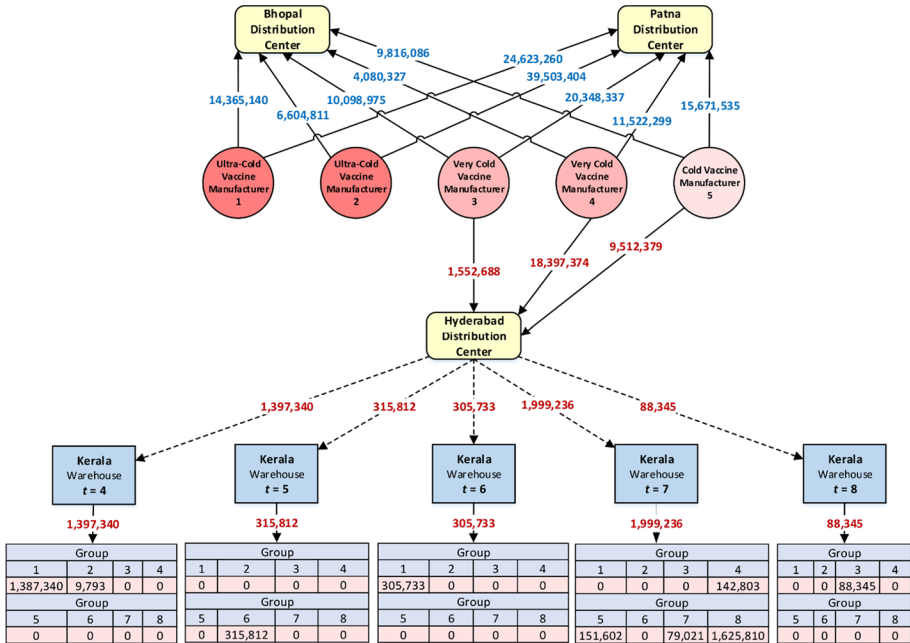 Bhopal
Distribution
Center
Patna
Distribution
Center
9,816,086
24,623,260
4,080,327
39,503,404
14,365,140
10,098,975
20,348,337
15,671,535
6,604,811
11,522,299
Ultra-Cold
Vaccine
Manufacturer
1
Ultra-Cold
Vaccine
Manufacturer
2
Very Cold
Vaccine
Manufacturer
3
Very Cold
Vaccine
Manufacturer
4
Cold Vaccine
Manufacturer
5
1,552,688
18,397,374
9,512,379
Hyderabad
Distribution
Center
1,397,340
315,812
305,733
1,999,236
88,345
Kerala
Warehouse
t = 4
Kerala
Warehouse
t = 5
Kerala
Warehouse
t = 6
Kerala
Warehouse
t = 7
Kerala
Warehouse
t = 8
1,397,340
315,812
305,733
1,999,236
88,345
Group
1 2 3 4
1,387,340 9,793 0 0
Group
5 6 7 8
0 0 0 0
Group
1 2 3 4
0 0 0 0
Group
5 6 7 8
0 315,812 0 0
Group
1 2 3 4
305,733 0 0 0
Group
5 6 7 8
0 0 0 0
Group
1 2 3 4
0 0 0 142,803
Group
5 6 7 8
151,602 0 79,021 1,625,810
Group
1 2 3 4
0 0 88,345 0
Group
5 6 7 8
0 0 0 0